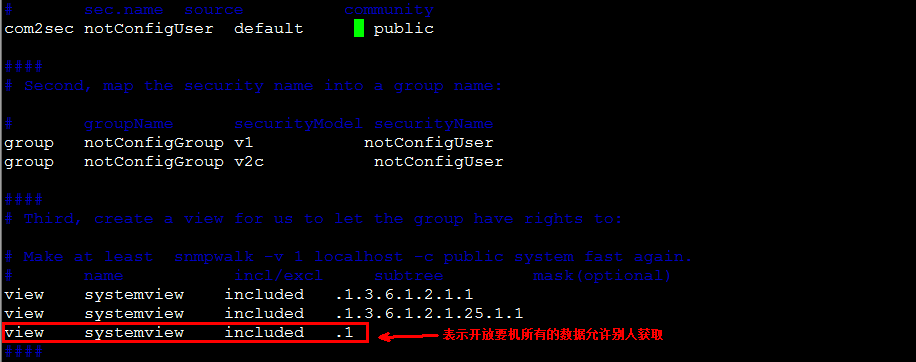 #       sec.name  source          community
com2sec notConfigUser  default       public
####
# Second, map the security name into a group name:
#       groupName      securityModel securityName
group   notConfigGroup v1           notConfigUser
group   notConfigGroup v2c           notConfigUser
####
# Third, create a view for us to let the group have rights to:
# Make at least  snmpwalk -v 1 localhost -c public system fast again.
#       name           incl/excl     subtree         mask(optional)
view    systemview    included   .1.3.6.1.2.1.1
view    systemview    included   .1.3.6.1.2.1.25.1.1
view    systemview    included   .1 表示开放要机所有的数据允许别人获取
####